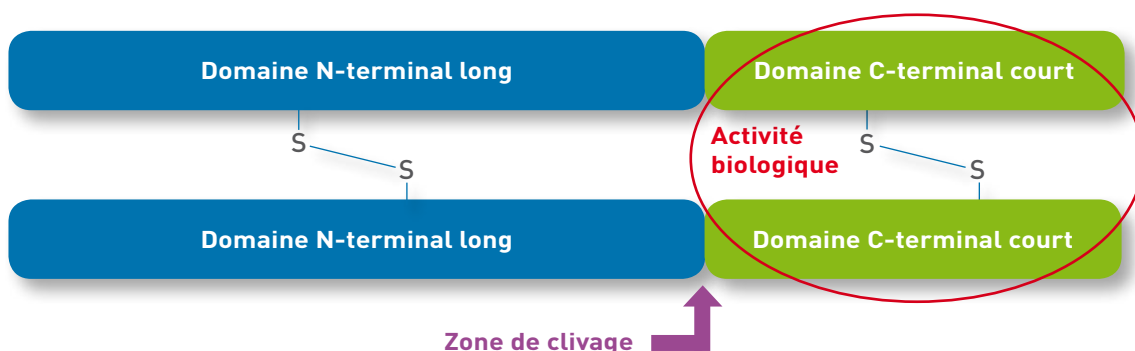 Domaine N-terminal long
Domaine C-terminal court
S
S
Activité
biologique
S
S
Domaine N-terminal long
Domaine C-terminal court
Zone de clivage